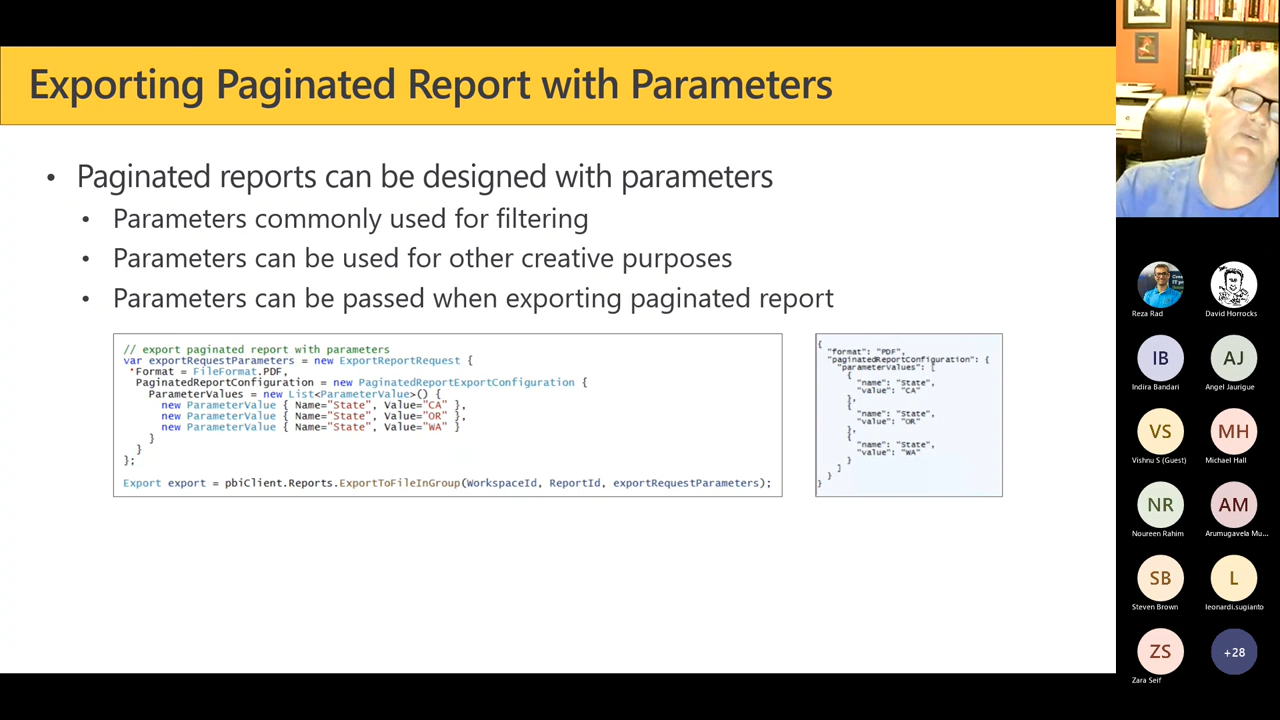 Exporting Paginated Report with Parameters
• Paginated reports can be designed with parameters
• Parameters commonly used for filtering
• Parameters can be used for other creative purposes
• Parameters can be passed when exporting paginated report
// export paginated report with parameters
var exportRequestParameters = new ExportReportRequest {
Format = FileFormat.PDF,
PaginatedReportConfiguration = new PaginatedReportExportConfiguration {
ParameterValues = new List<ParameterValue>() {
new ParameterValue { Name="State", Value="CA" },
new ParameterValue { Name="State", Value="OR" },
new ParameterValue { Name="State", Value="WA" }
}
}
};
Export export = pbiClient.Reports.ExportToFileInGroup(WorkspaceId, ReportId, exportRequestParameters);
{
"format": "PDF",
"paginatedReportConfiguration": {
"parameterValues": [
{
"name": "State",
"value": "CA"
},
{
"name": "State",
"value": "OR"
},
{
"name": "State",
"value": "WA"
}
]
}
}
Reza Rad
David Horrocks
IB
AJ
Indira Bandari
Angel Jaurigue
VS
MH
Vishnu S (Guest)
Michael Hall
NR
AM
Noureen Rahim
Arumugavela Mu...
SB
L
Steven Brown
leonardi.sugianto
ZS
+28
Zara Seif